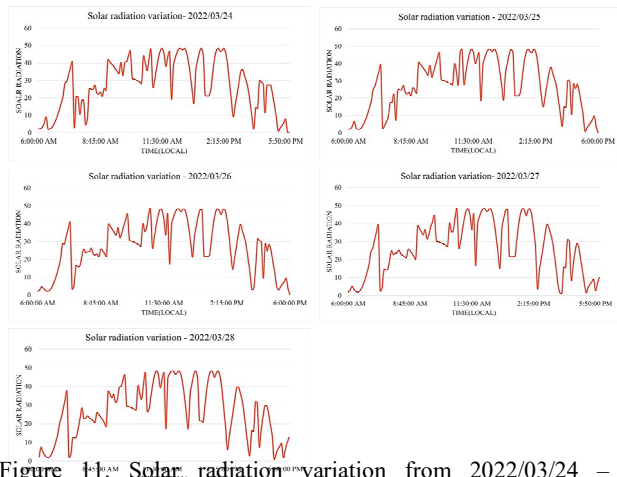 Solar radiation variation- 2022/03/24
60
50
40
30
20
10
0
SOALR RADIATION
6:00:00 AM 8:45:00 AM 11:30:00 AM 2:15:00 PM 5:50:00 PM
TIME(LOCAL)
Solar radiation variation - 2022/03/25
60
50
40
30
20
10
0
SOLAR RADIATION
6:00:00 AM 8:45:00 AM 11:30:00 AM 2:15:00 PM 6:00:00 PM
TIME(LOCAL)
Solar radiation variation - 2022/03/26
60
50
40
30
20
10
0
SOLAR RADIATION
6:00:00 AM 8:45:00 AM 11:30:00 AM 2:15:00 PM 6:00:00 PM
TIME(LOCAL)
Solar radiation variation- 2022/03/27
60
50
40
30
20
10
0
SOLAR RADIATION
6:00:00 AM 8:45:00 AM 11:30:00 AM 2:15:00 PM 5:50:00 PM
TIME(LOCAL)
Solar radiation variation - 2022/03/28
60
50
40
30
20
10
0
SOLAR RADIATION
8:45:00 AM
Figure 11. Solar radiation variation from 2022/03/24 –